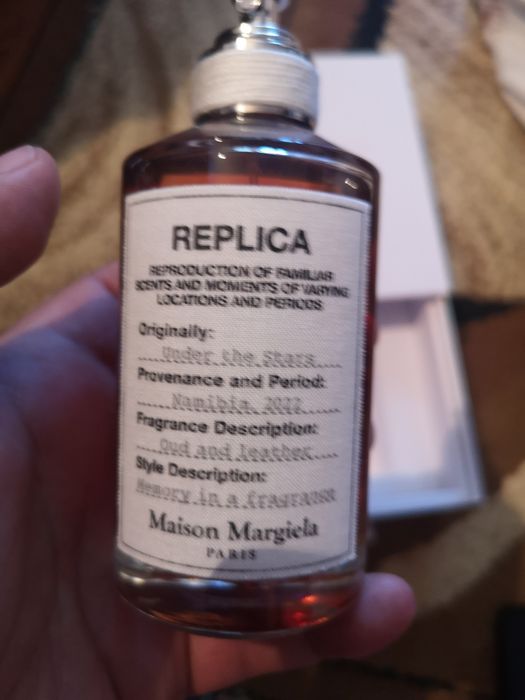 REPLICA
REPRODUCTION OF FAMILIAR
SCENTS AND MOMENTS OF VARYING
LOCATIONS AND PERIODS
Originally:
Under the Stars
Provenance and Period:
Namibia, 2022
Fragrance Description:
Oud and leather
Style Description:
Memory in a fragrance
Maison Margiela
PARIS